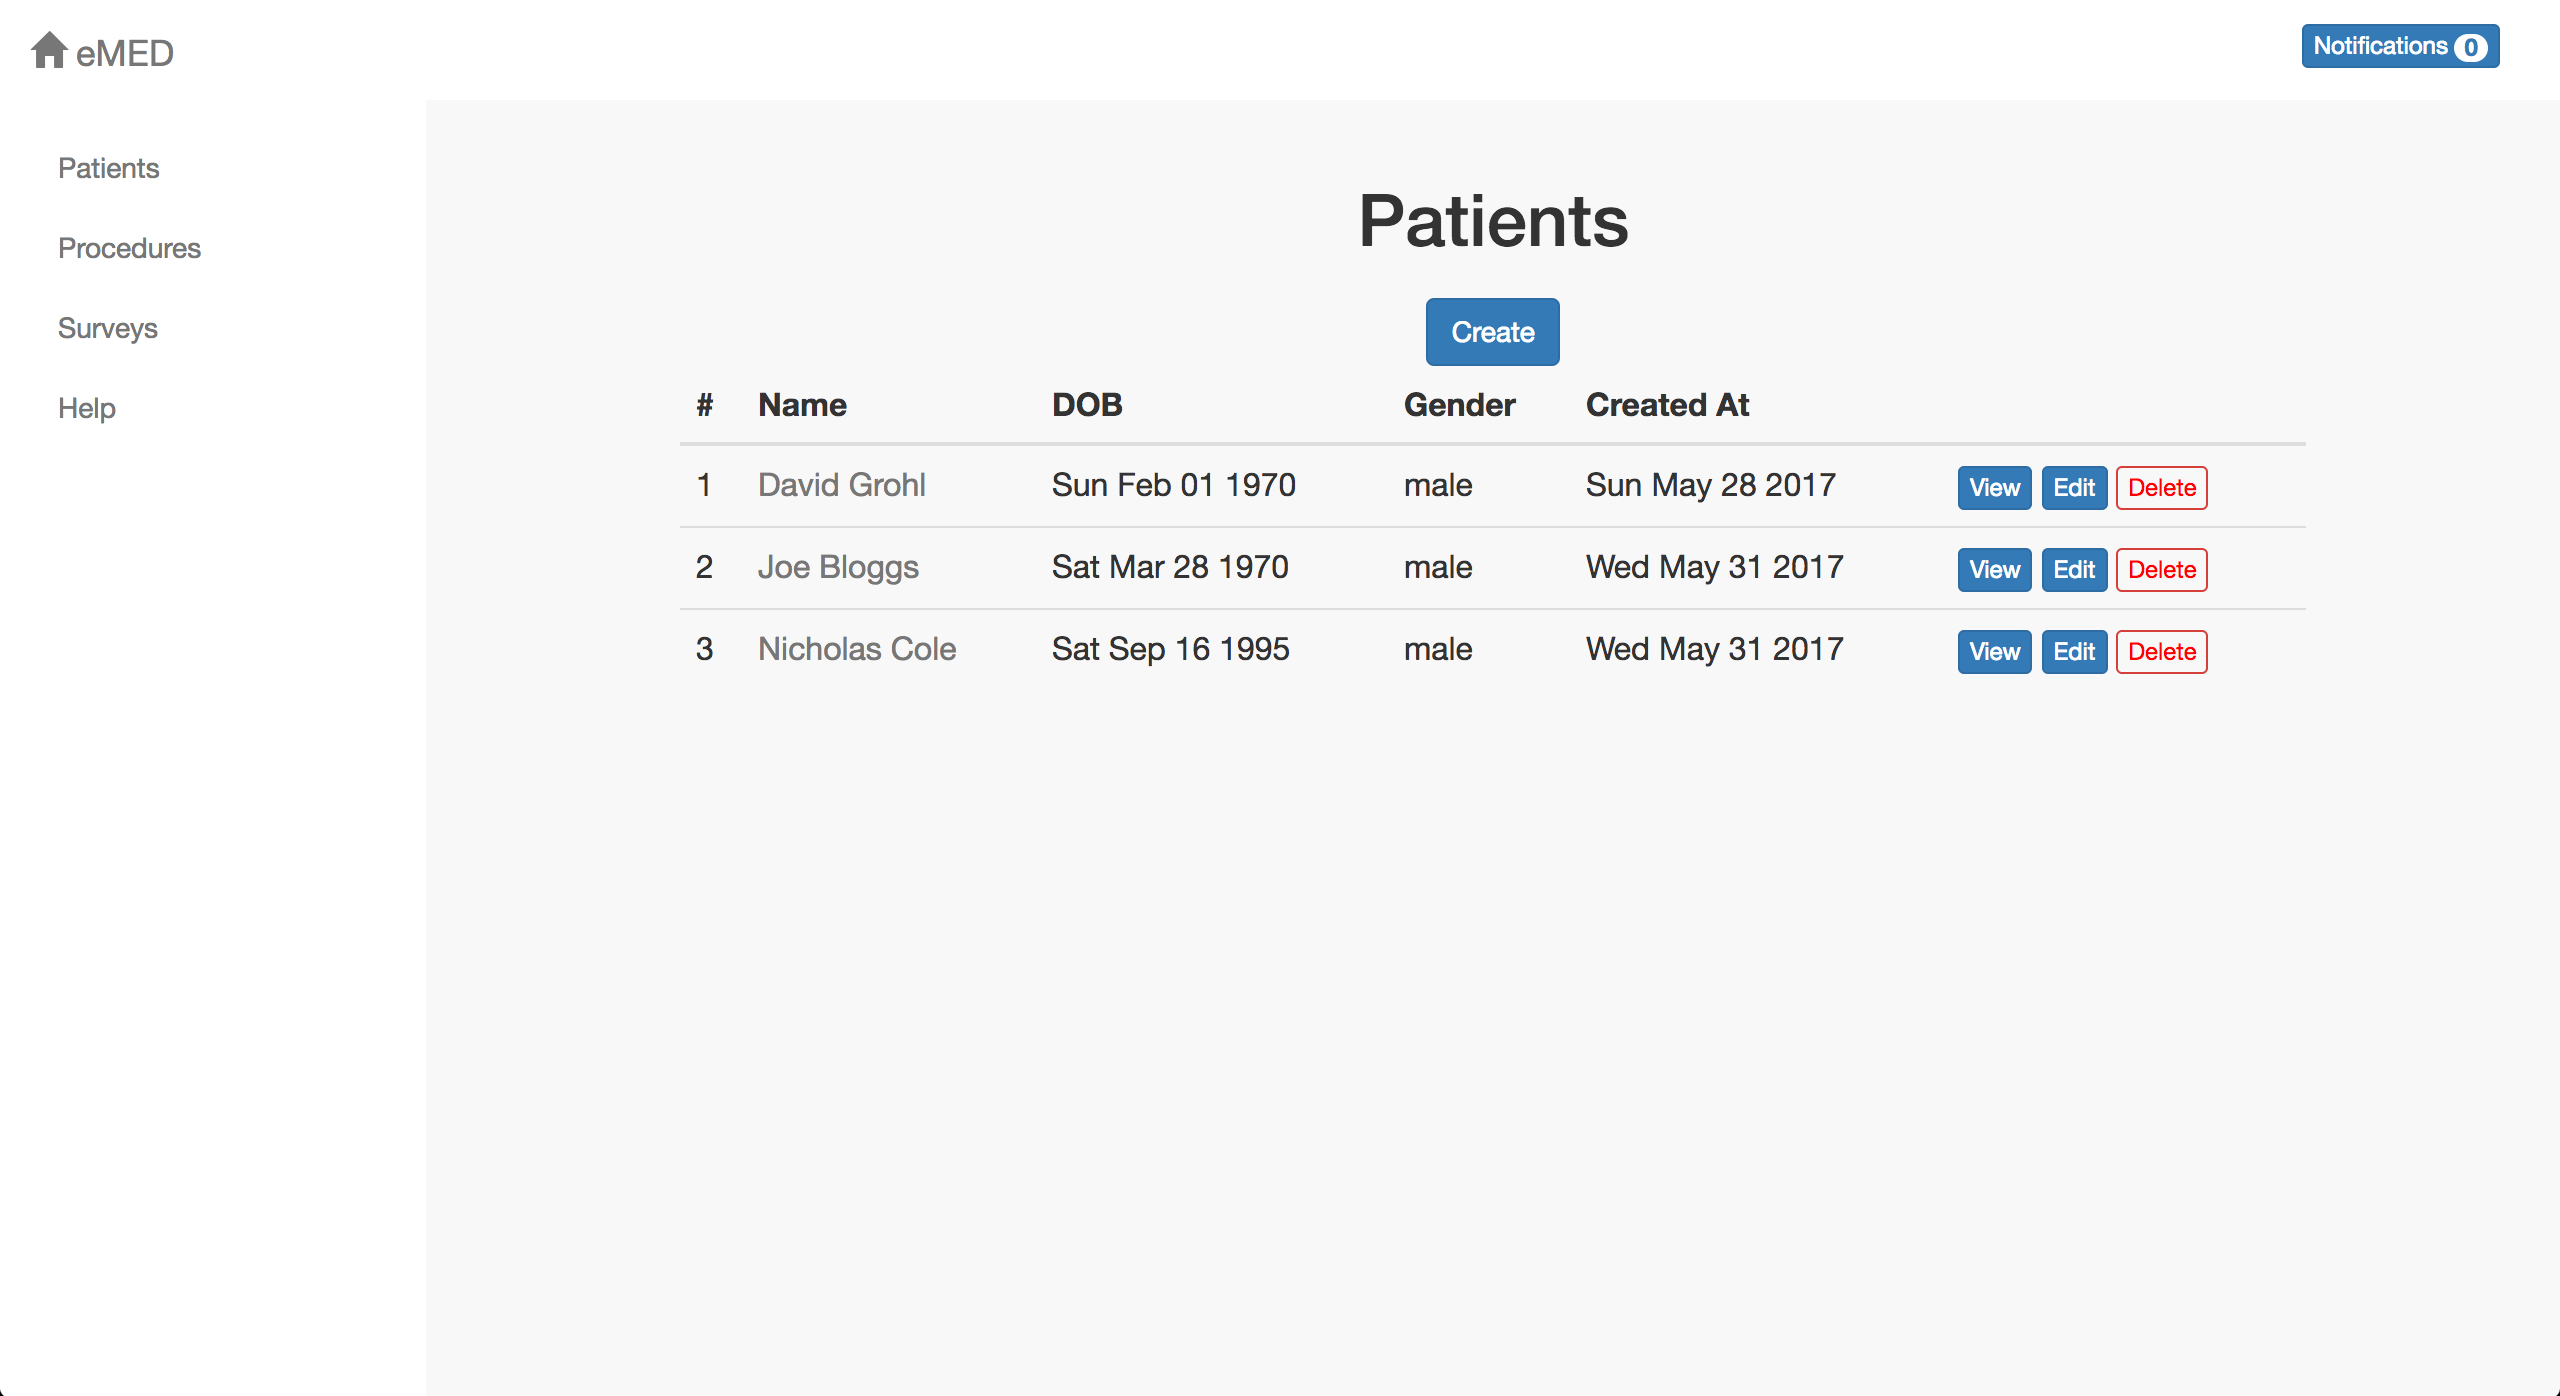 eMED
Notifications 0
Patients
Procedures
Surveys
Help
Patients
Create
# Name DOB Gender Created At
1 David Grohl Sun Feb 01 1970 male Sun May 28 2017 View Edit Delete
2 Joe Bloggs Sat Mar 28 1970 male Wed May 31 2017 View Edit Delete
3 Nicholas Cole Sat Sep 16 1995 male Wed May 31 2017 View Edit Delete